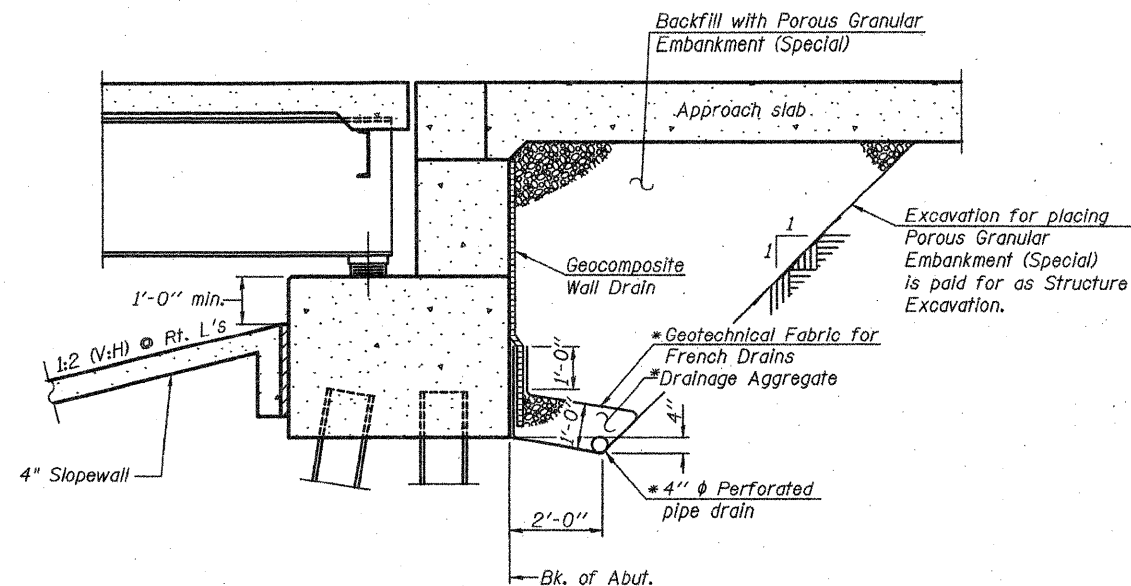 Backfill with Porous Granular
Embankment (Special)
Approach slab
Excavation for placing
Porous Granular
Embankment (Special)
is paid for as Structure
Excavation.
1
1
Geocomposite
Wall Drain
1'-0" min.
1:2 (V:H) @ Rt. L's
*Geotechnical Fabric for
French Drains
*Drainage Aggregate
1'-0"
1'-0"
4"
4" Slopewall
*4" ϕ Perforated
pipe drain
2'-0"
Bk. of Abut.